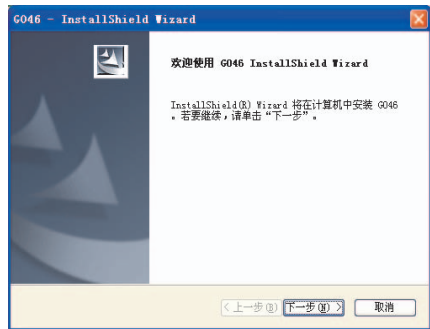 G046 - InstallShield Wizard
欢迎使用 G046 InstallShield Wizard
InstallShield(R) Wizard 将在计算机中安装 G046
。若要继续，请单击“下一步”。
<上一步(B)
下一步(N) >
取消